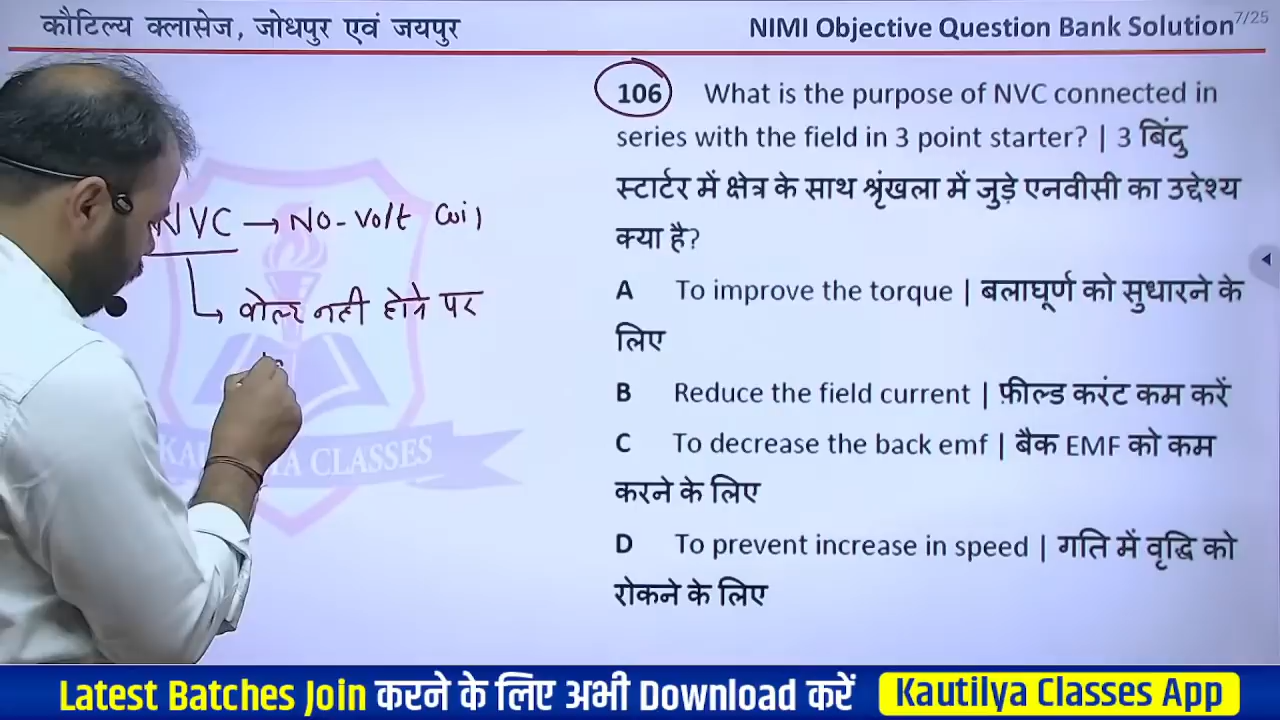 कौटिल्य क्लासेज, जोधपुर एवं जयपुर
NIMI Objective Question Bank Solution
7/25
106 What is the purpose of NVC connected in
series with the field in 3 point starter? | 3 बिंदु
स्टार्टर में क्षेत्र के साथ श्रृंखला में जुड़े एनवीसी का उद्देश्य
क्या है?
A To improve the torque | बलाघूर्ण को सुधारने के
लिए
B Reduce the field current | फ़ील्ड करंट कम करें
C To decrease the back emf | बैक EMF को कम
करने के लिए
D To prevent increase in speed | गति में वृद्धि को
रोकने के लिए
NVC → No-Volt Coil
वोल्ट नही होने पर
CLASSES
Latest Batches Join करने के लिए अभी Download करें
Kautilya Classes App